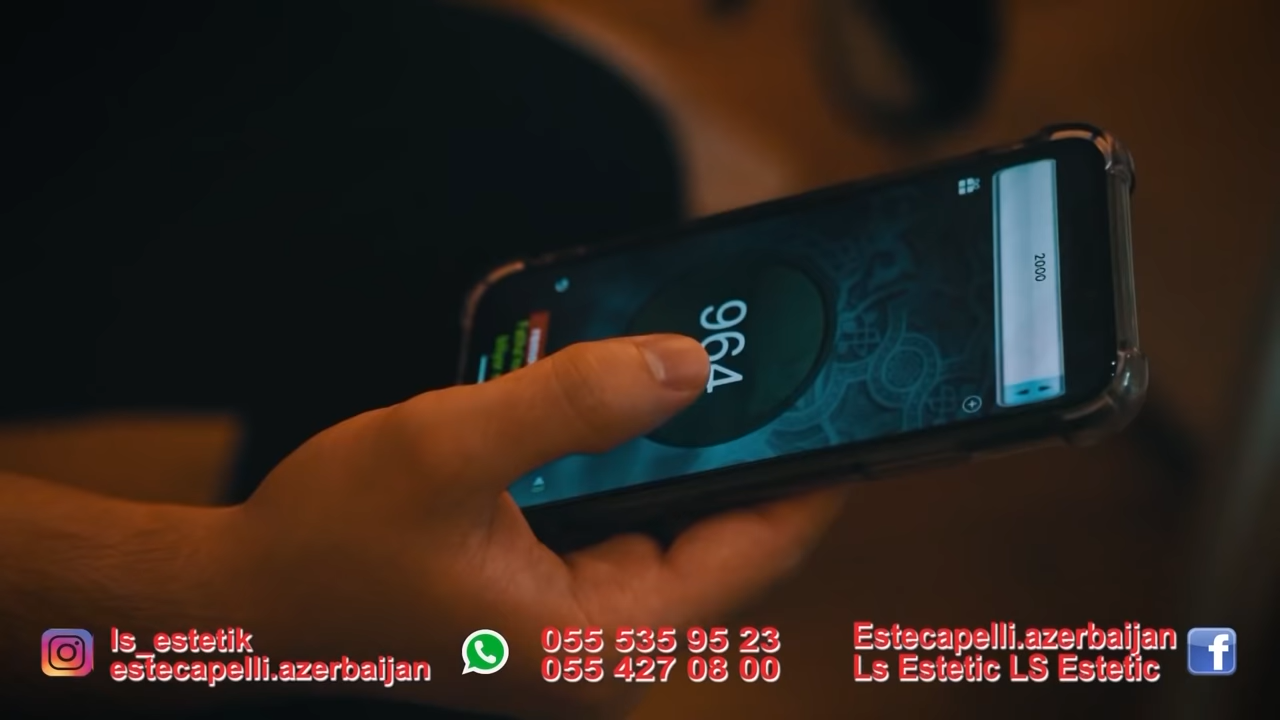 2000
964
ls_estetik
estecapelli.azerbaijan
055 535 95 23
055 427 08 00
Estecapelli.azerbaijan
Ls Estetic LS Estetic